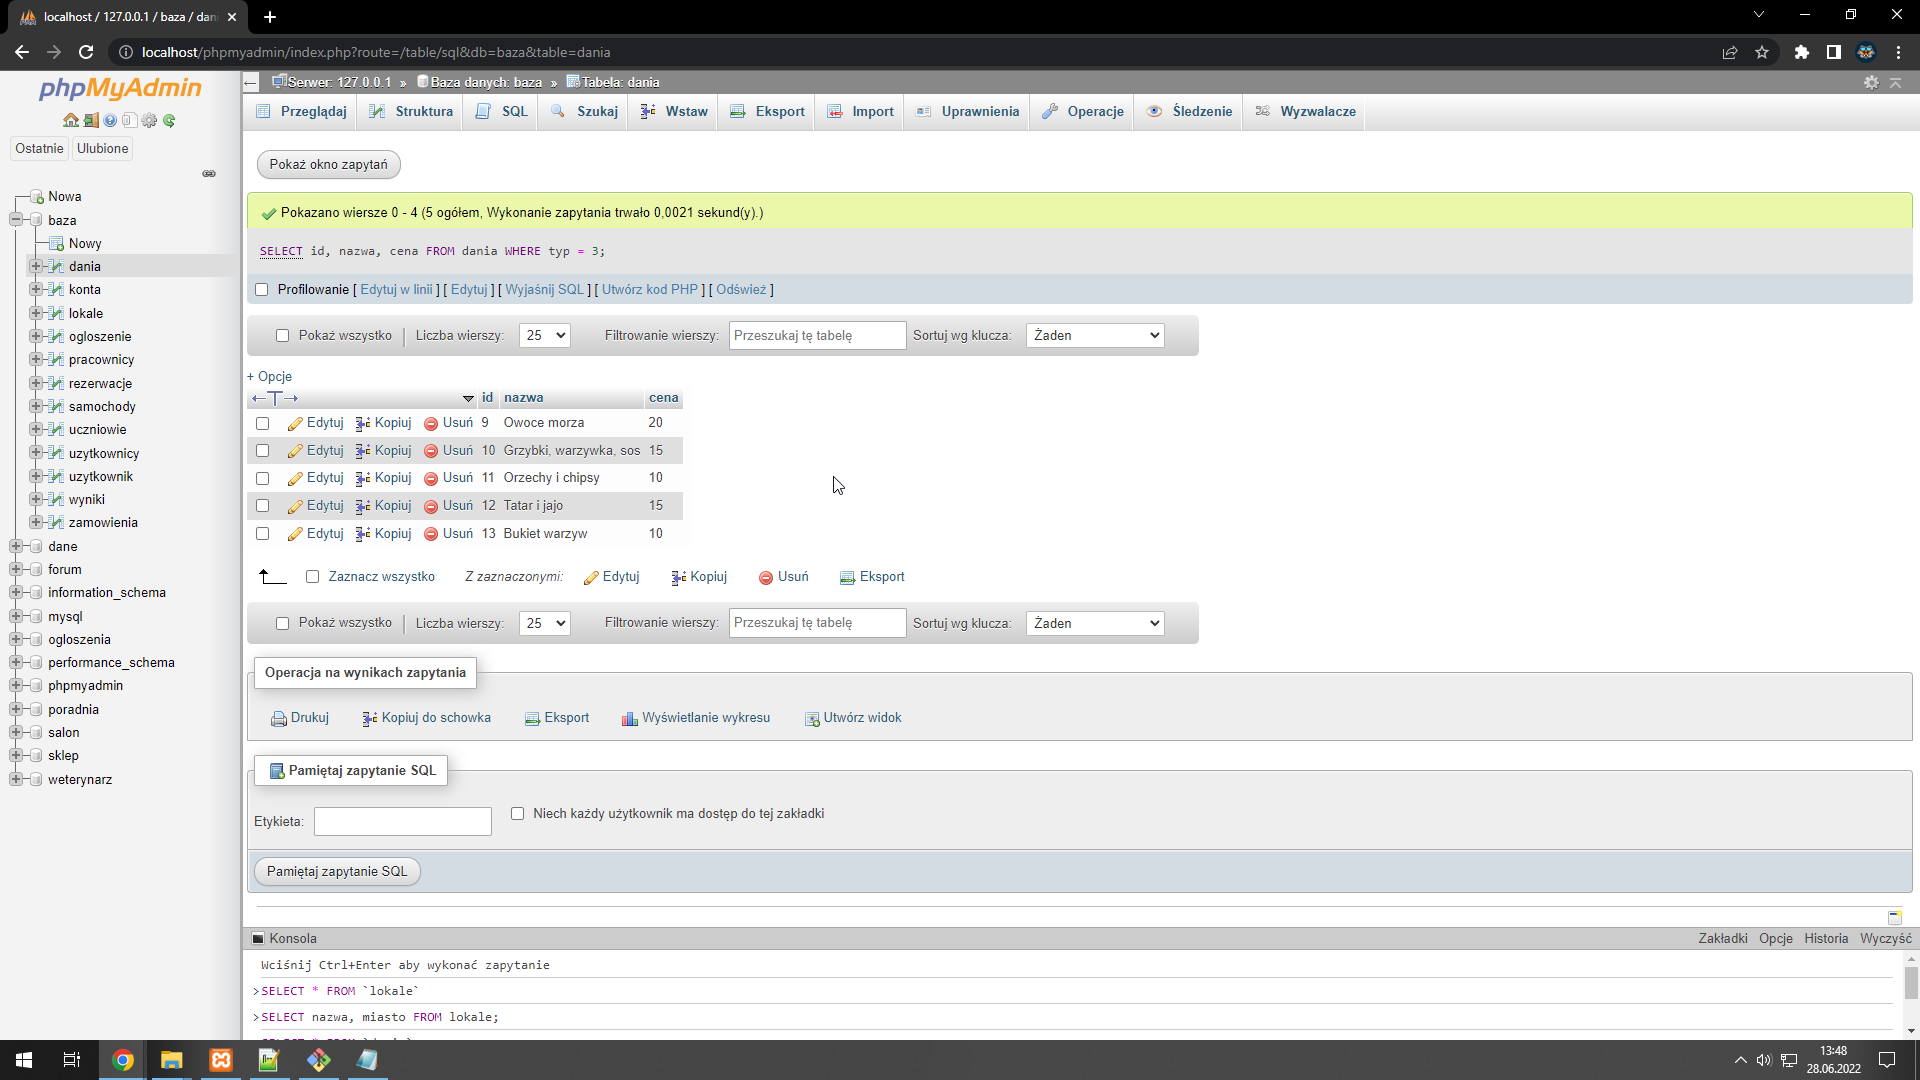 localhost / 127.0.0.1 / baza / dan
localhost/phpmyadmin/index.php?route=/table/sql&db=baza&table=dania
phpMyAdmin
Ostatnie
Ulubione
Nowa
baza
Nowy
dania
konta
lokale
ogloszenie
pracownicy
rezerwacje
samochody
uczniowie
uzytkownicy
uzytkownik
wyniki
zamowienia
dane
forum
information_schema
mysql
ogloszenia
performance_schema
phpmyadmin
poradnia
salon
sklep
weterynarz
Serwer: 127.0.0.1 » Baza danych: baza » Tabela: dania
Przeglądaj Struktura SQL Szukaj Wstaw Eksport Import Uprawnienia Operacje Śledzenie Wyzwalacze
Pokaż okno zapytań
Pokazano wiersze 0 - 4 (5 ogółem, Wykonanie zapytania trwało 0,0021 sekund(y).)
SELECT id, nazwa, cena FROM dania WHERE typ = 3;
Profilowanie [ Edytuj w linii ] [ Edytuj ] [ Wyjaśnij SQL ] [ Utwórz kod PHP ] [ Odśwież ]
Pokaż wszystko Liczba wierszy: 25 Filtrowanie wierszy: Przeszukaj tę tabelę Sortuj wg klucza: Żaden
+ Opcje
←T→ id nazwa cena
Edytuj Kopiuj Usuń 9 Owoce morza 20
Edytuj Kopiuj Usuń 10 Grzybki, warzywka, sos 15
Edytuj Kopiuj Usuń 11 Orzechy i chipsy 10
Edytuj Kopiuj Usuń 12 Tatar i jajo 15
Edytuj Kopiuj Usuń 13 Bukiet warzyw 10
Zaznacz wszystko Z zaznaczonymi: Edytuj Kopiuj Usuń Eksport
Pokaż wszystko Liczba wierszy: 25 Filtrowanie wierszy: Przeszukaj tę tabelę Sortuj wg klucza: Żaden
Operacja na wynikach zapytania
Drukuj Kopiuj do schowka Eksport Wyświetlanie wykresu Utwórz widok
Pamiętaj zapytanie SQL
Etykieta: Niech każdy użytkownik ma dostęp do tej zakładki
Pamiętaj zapytanie SQL
Konsola Zakładki Opcje Historia Wyczyść
Wciśnij Ctrl+Enter aby wykonać zapytanie
>SELECT * FROM `lokale`
>SELECT nazwa, miasto FROM lokale;
13:48
28.06.2022